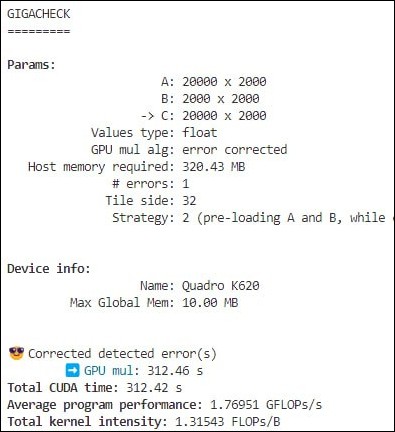 GIGACHECK
=========
Params:
A: 20000 x 2000
B: 2000 x 2000
-> C: 20000 x 2000
Values type: float
GPU mul alg: error corrected
Host memory required: 320.43 MB
# errors: 1
Tile side: 32
Strategy: 2 (pre-loading A and B, while
Device info:
Name: Quadro K620
Max Global Mem: 10.00 MB
😎 Corrected detected error(s)
➡️ GPU mul: 312.46 s
Total CUDA time: 312.42 s
Average program performance: 1.76951 GFLOPs/s
Total kernel intensity: 1.31543 FLOPs/B